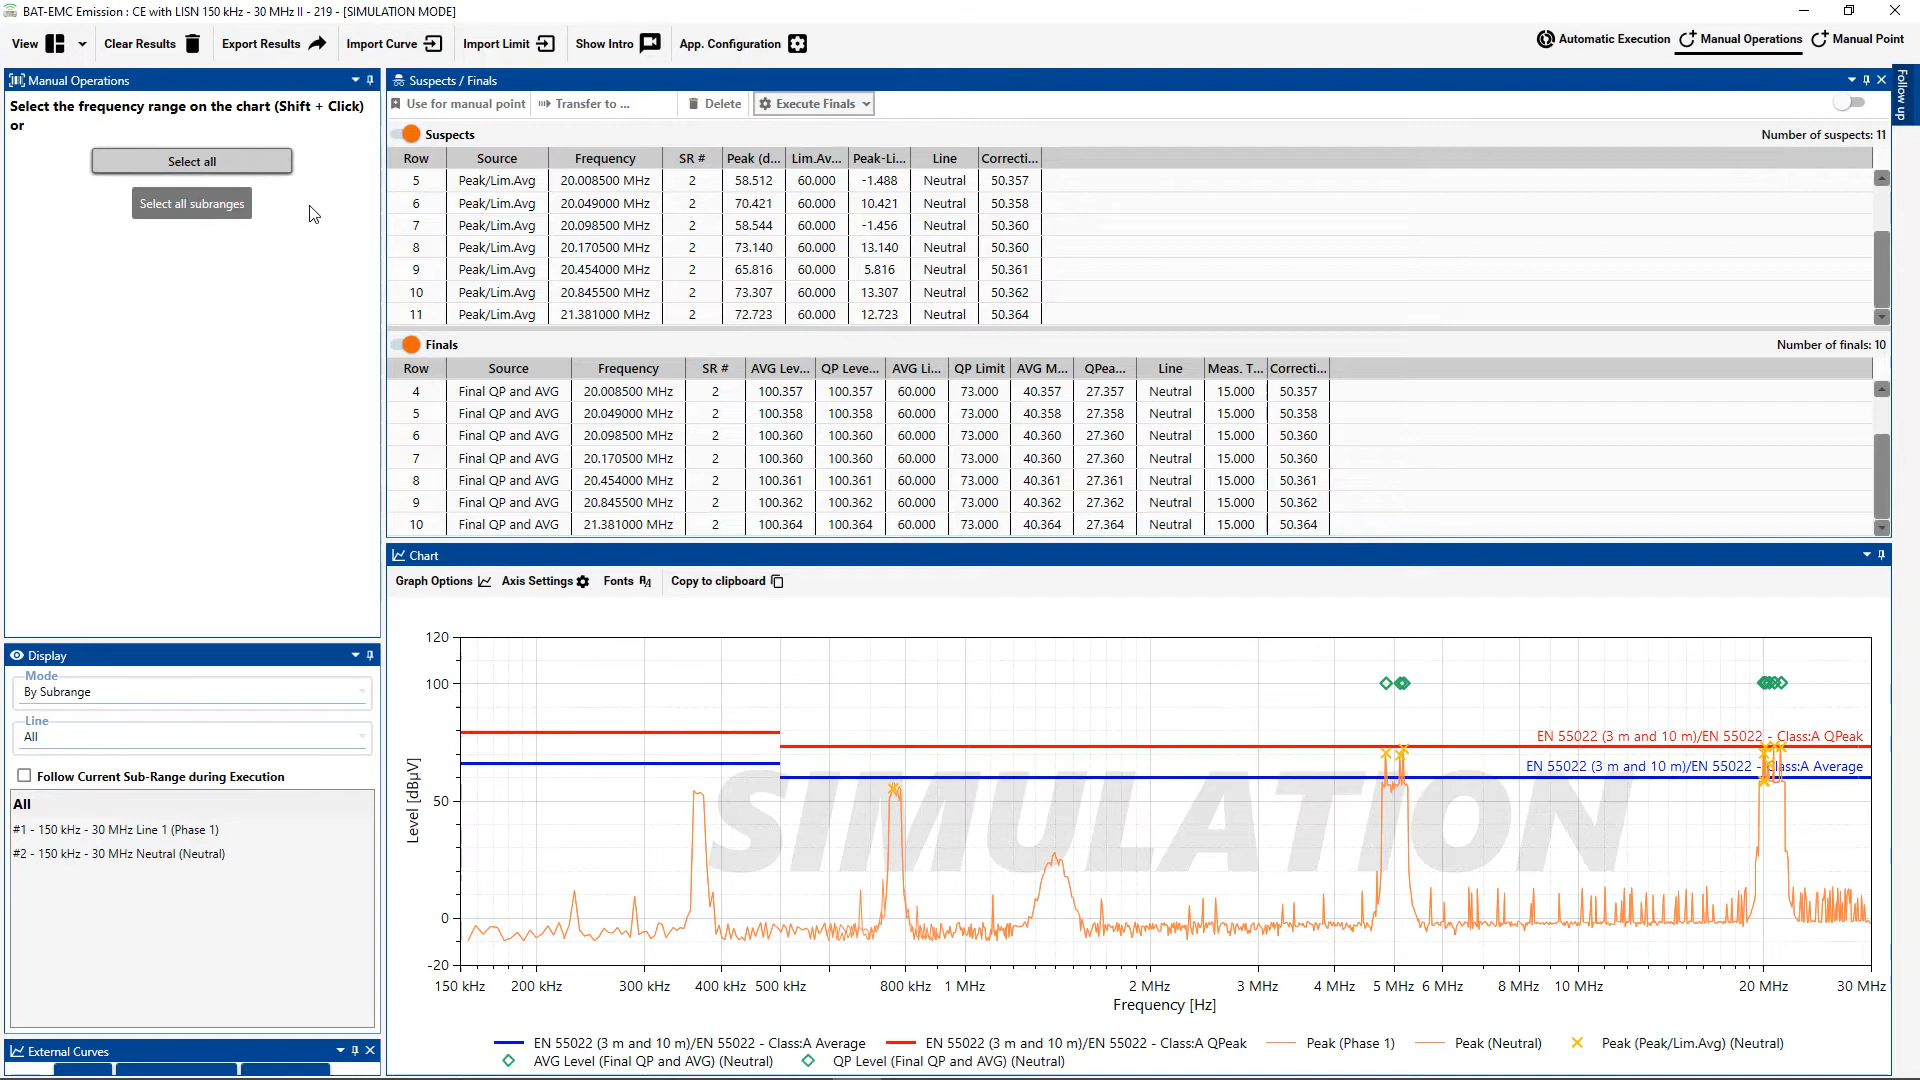 BAT-EMC Emission : CE with LISN 150 kHz - 30 MHz II - 219 - [SIMULATION MODE]
View Clear Results Export Results Import Curve Import Limit Show Intro App. Configuration Automatic Execution Manual Operations Manual Point
Manual Operations
Select the frequency range on the chart (Shift + Click)
or
Select all
Select all subranges
Suspects / Finals
Follow up
Use for manual point Transfer to ... Delete Execute Finals
Suspects Number of suspects: 11
Row Source Frequency SR # Peak (d... Lim.Av... Peak-Li... Line Correcti...
5 Peak/Lim.Avg 20.008500 MHz 2 58.512 60.000 -1.488 Neutral 50.357
6 Peak/Lim.Avg 20.049000 MHz 2 70.421 60.000 10.421 Neutral 50.358
7 Peak/Lim.Avg 20.098500 MHz 2 58.544 60.000 -1.456 Neutral 50.360
8 Peak/Lim.Avg 20.170500 MHz 2 73.140 60.000 13.140 Neutral 50.360
9 Peak/Lim.Avg 20.454000 MHz 2 65.816 60.000 5.816 Neutral 50.361
10 Peak/Lim.Avg 20.845500 MHz 2 73.307 60.000 13.307 Neutral 50.362
11 Peak/Lim.Avg 21.381000 MHz 2 72.723 60.000 12.723 Neutral 50.364
Finals Number of finals: 10
Row Source Frequency SR # AVG Lev... QP Leve... AVG Li... QP Limit AVG M... QPea... Line Meas. T... Correcti...
4 Final QP and AVG 20.008500 MHz 2 100.357 100.357 60.000 73.000 40.357 27.357 Neutral 15.000 50.357
5 Final QP and AVG 20.049000 MHz 2 100.358 100.358 60.000 73.000 40.358 27.358 Neutral 15.000 50.358
6 Final QP and AVG 20.098500 MHz 2 100.360 100.360 60.000 73.000 40.360 27.360 Neutral 15.000 50.360
7 Final QP and AVG 20.170500 MHz 2 100.360 100.360 60.000 73.000 40.360 27.360 Neutral 15.000 50.360
8 Final QP and AVG 20.454000 MHz 2 100.361 100.361 60.000 73.000 40.361 27.361 Neutral 15.000 50.361
9 Final QP and AVG 20.845500 MHz 2 100.362 100.362 60.000 73.000 40.362 27.362 Neutral 15.000 50.362
10 Final QP and AVG 21.381000 MHz 2 100.364 100.364 60.000 73.000 40.364 27.364 Neutral 15.000 50.364
Display
Mode
By Subrange
Line
All
Follow Current Sub-Range during Execution
All
#1 - 150 kHz - 30 MHz Line 1 (Phase 1)
#2 - 150 kHz - 30 MHz Neutral (Neutral)
External Curves
Chart
Graph Options Axis Settings Fonts Copy to clipboard
120
100
50
0
-20
Level [dBµV]
EN 55022 (3 m and 10 m)/EN 55022 - Class:A QPeak
EN 55022 (3 m and 10 m)/EN 55022 - Class:A Average
SIMULATION
150 kHz 200 kHz 300 kHz 400 kHz 500 kHz 800 kHz 1 MHz 2 MHz 3 MHz 4 MHz 5 MHz 6 MHz 8 MHz 10 MHz 20 MHz 30 MHz
Frequency [Hz]
EN 55022 (3 m and 10 m)/EN 55022 - Class:A Average EN 55022 (3 m and 10 m)/EN 55022 - Class:A QPeak Peak (Phase 1) Peak (Neutral) Peak (Peak/Lim.Avg) (Neutral)
AVG Level (Final QP and AVG) (Neutral) QP Level (Final QP and AVG) (Neutral)